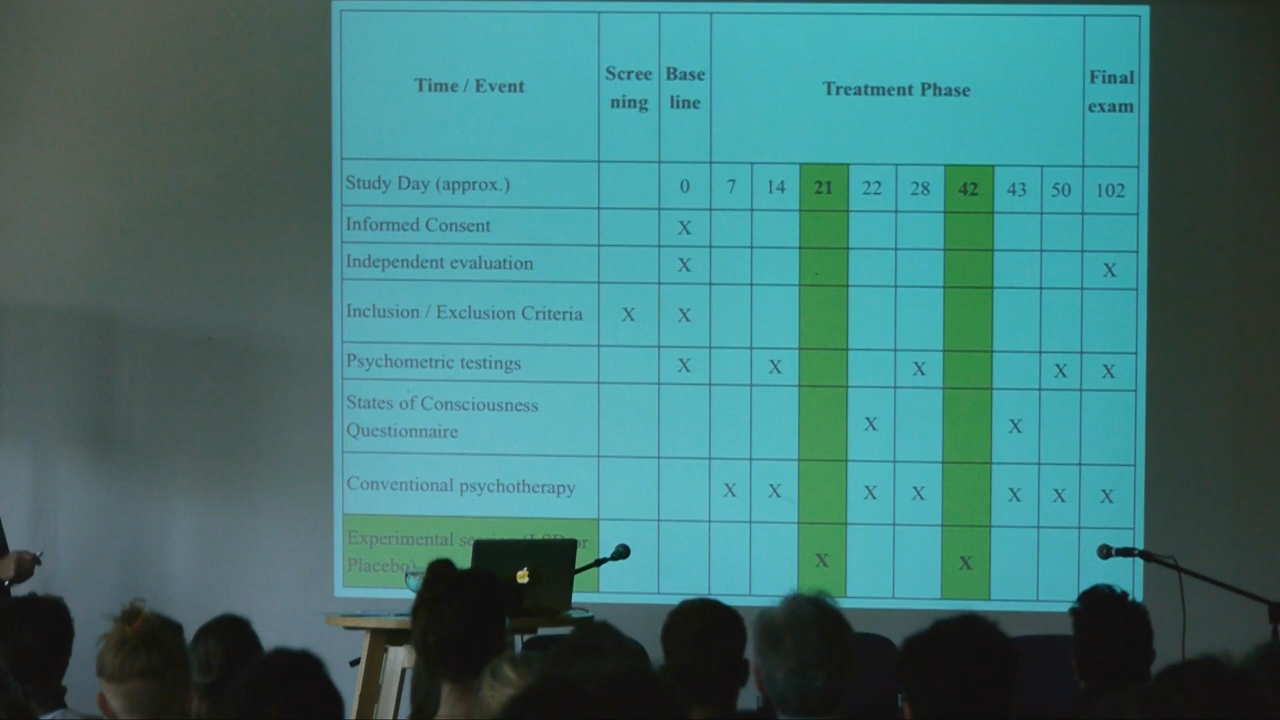 Time / Event
Scree
ning
Base
line
Treatment Phase
Final
exam
Study Day (approx.) 0 7 14 21 22 28 42 43 50 102
Informed Consent X
Independent evaluation X X
Inclusion / Exclusion Criteria X X
Psychometric testings X X X X X
States of Consciousness
Questionnaire X X
Conventional psychotherapy X X X X X X X
Experimental
Placebo) X X